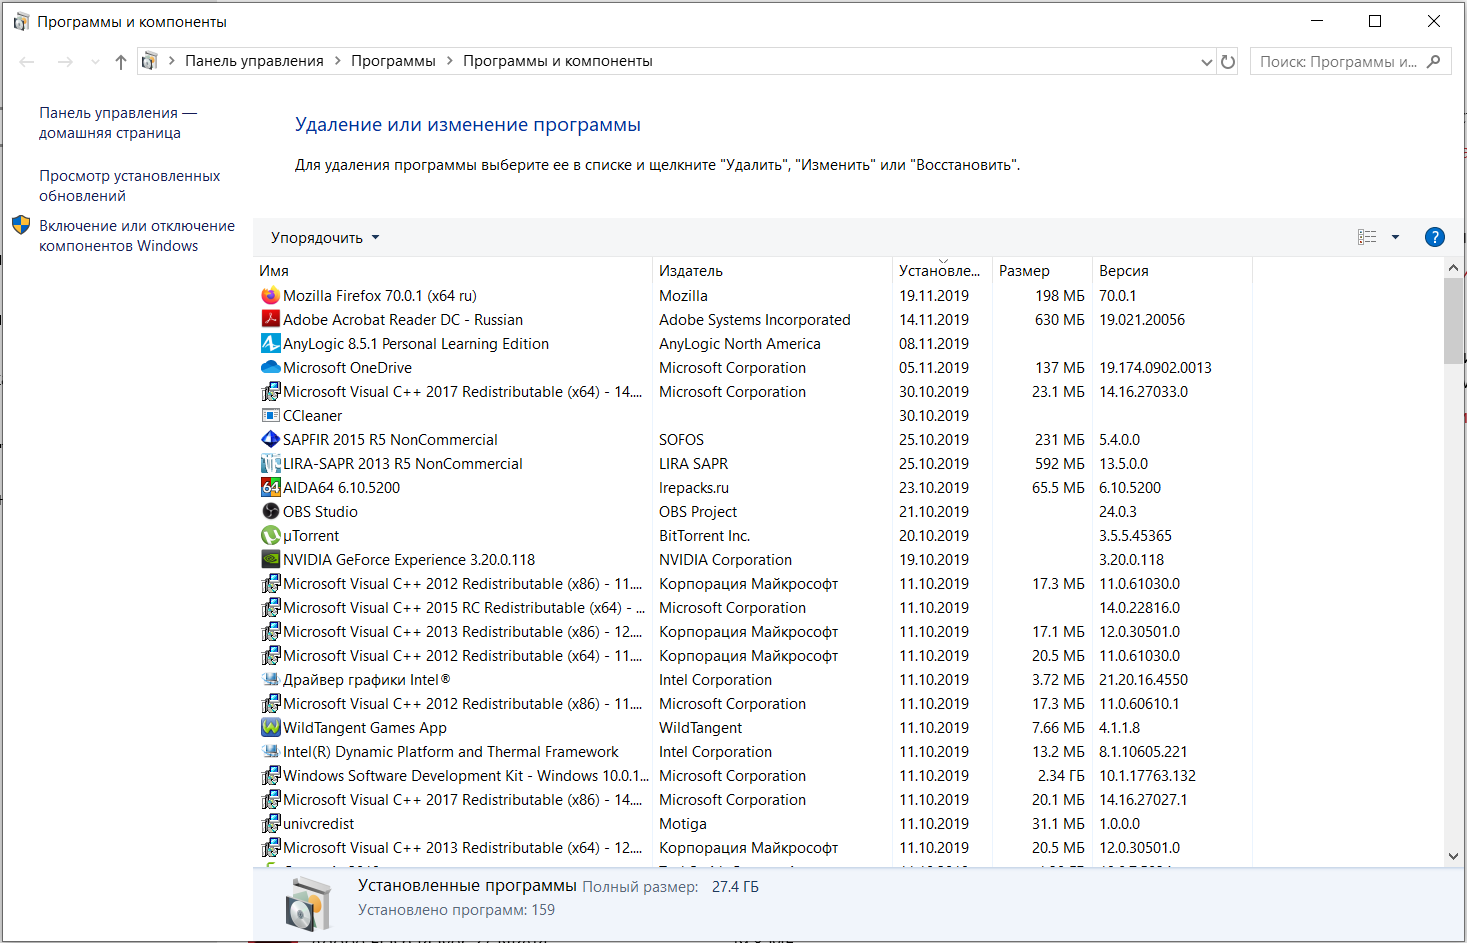 Программы и компоненты
Панель управления > Программы > Программы и компоненты
Поиск: Программы и...
Панель управления —
домашняя страница
Просмотр установленных
обновлений
Включение или отключение
компонентов Windows
Удаление или изменение программы
Для удаления программы выберите ее в списке и щелкните "Удалить", "Изменить" или "Восстановить".
Упорядочить
Имя Издатель Установле... Размер Версия
Mozilla Firefox 70.0.1 (x64 ru) Mozilla 19.11.2019 198 МБ 70.0.1
Adobe Acrobat Reader DC - Russian Adobe Systems Incorporated 14.11.2019 630 МБ 19.021.20056
AnyLogic 8.5.1 Personal Learning Edition AnyLogic North America 08.11.2019
Microsoft OneDrive Microsoft Corporation 05.11.2019 137 МБ 19.174.0902.0013
Microsoft Visual C++ 2017 Redistributable (x64) - 14.... Microsoft Corporation 30.10.2019 23.1 МБ 14.16.27033.0
CCleaner 30.10.2019
SAPFIR 2015 R5 NonCommercial SOFOS 25.10.2019 231 МБ 5.4.0.0
LIRA-SAPR 2013 R5 NonCommercial LIRA SAPR 25.10.2019 592 МБ 13.5.0.0
64 AIDA64 6.10.5200 lrepacks.ru 23.10.2019 65.5 МБ 6.10.5200
OBS Studio OBS Project 21.10.2019 24.0.3
µTorrent BitTorrent Inc. 20.10.2019 3.5.5.45365
NVIDIA GeForce Experience 3.20.0.118 NVIDIA Corporation 19.10.2019 3.20.0.118
Microsoft Visual C++ 2012 Redistributable (x86) - 11.... Корпорация Майкрософт 11.10.2019 17.3 МБ 11.0.61030.0
Microsoft Visual C++ 2015 RC Redistributable (x64) - ... Microsoft Corporation 11.10.2019 14.0.22816.0
Microsoft Visual C++ 2013 Redistributable (x86) - 12.... Корпорация Майкрософт 11.10.2019 17.1 МБ 12.0.30501.0
Microsoft Visual C++ 2012 Redistributable (x64) - 11.... Корпорация Майкрософт 11.10.2019 20.5 МБ 11.0.61030.0
Драйвер графики Intel® Intel Corporation 11.10.2019 3.72 МБ 21.20.16.4550
Microsoft Visual C++ 2012 Redistributable (x86) - 11.... Microsoft Corporation 11.10.2019 17.3 МБ 11.0.60610.1
WildTangent Games App WildTangent 11.10.2019 7.66 МБ 4.1.1.8
Intel(R) Dynamic Platform and Thermal Framework Intel Corporation 11.10.2019 13.2 МБ 8.1.10605.221
Windows Software Development Kit - Windows 10.0.1... Microsoft Corporation 11.10.2019 2.34 ГБ 10.1.17763.132
Microsoft Visual C++ 2017 Redistributable (x86) - 14.... Microsoft Corporation 11.10.2019 20.1 МБ 14.16.27027.1
univcredist Motiga 11.10.2019 31.1 МБ 1.0.0.0
Microsoft Visual C++ 2013 Redistributable (x64) - 12.... Корпорация Майкрософт 11.10.2019 20.5 МБ 12.0.30501.0
Установленные программы Полный размер: 27.4 ГБ
Установлено программ: 159